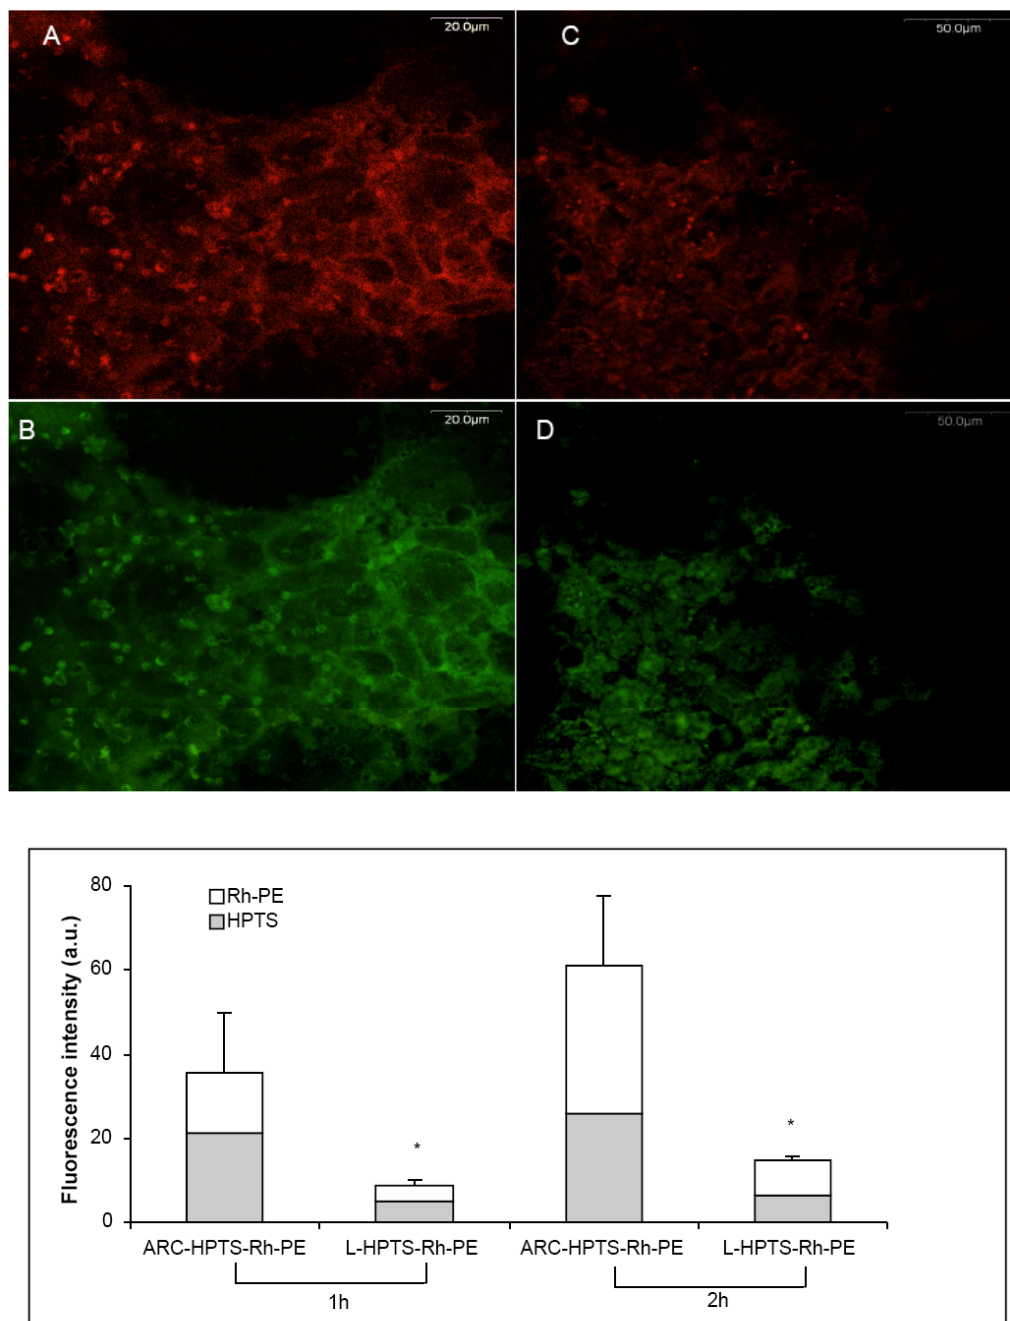 A
20.0µm
C
50.0µm
B
20.0µm
D
50.0µm
Fluorescence intensity (a.u.)
80
60
40
20
0
Rh-PE
HPTS
*
*
ARC-HPTS-Rh-PE
L-HPTS-Rh-PE
ARC-HPTS-Rh-PE
L-HPTS-Rh-PE
1h
2h